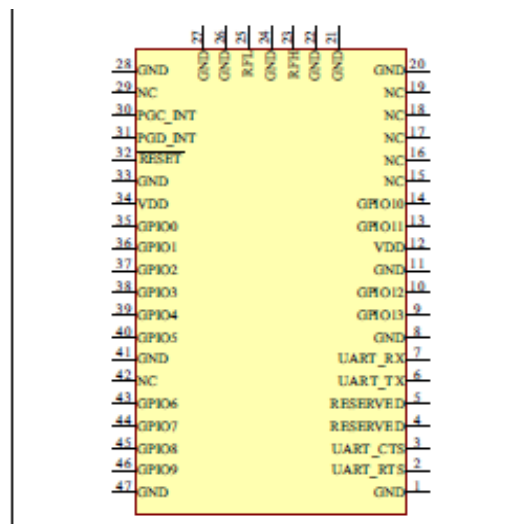 27 26 25 24 23 22 21
GND GND RFL GND RFH GND GND
28 GND GND 20
29 NC NC 19
30 PGC_INT NC 18
31 PGD_INT NC 17
32 RESET NC 16
33 GND NC 15
34 VDD GPIO10 14
35 GPIO0 GPIO11 13
36 GPIO1 VDD 12
37 GPIO2 GND 11
38 GPIO3 GPIO12 10
39 GPIO4 GPIO13 9
40 GPIO5 GND 8
41 GND UART_RX 7
42 NC UART_TX 6
43 GPIO6 RESERVED 5
44 GPIO7 RESERVED 4
45 GPIO8 UART_CTS 3
46 GPIO9 UART_RTS 2
47 GND GND 1